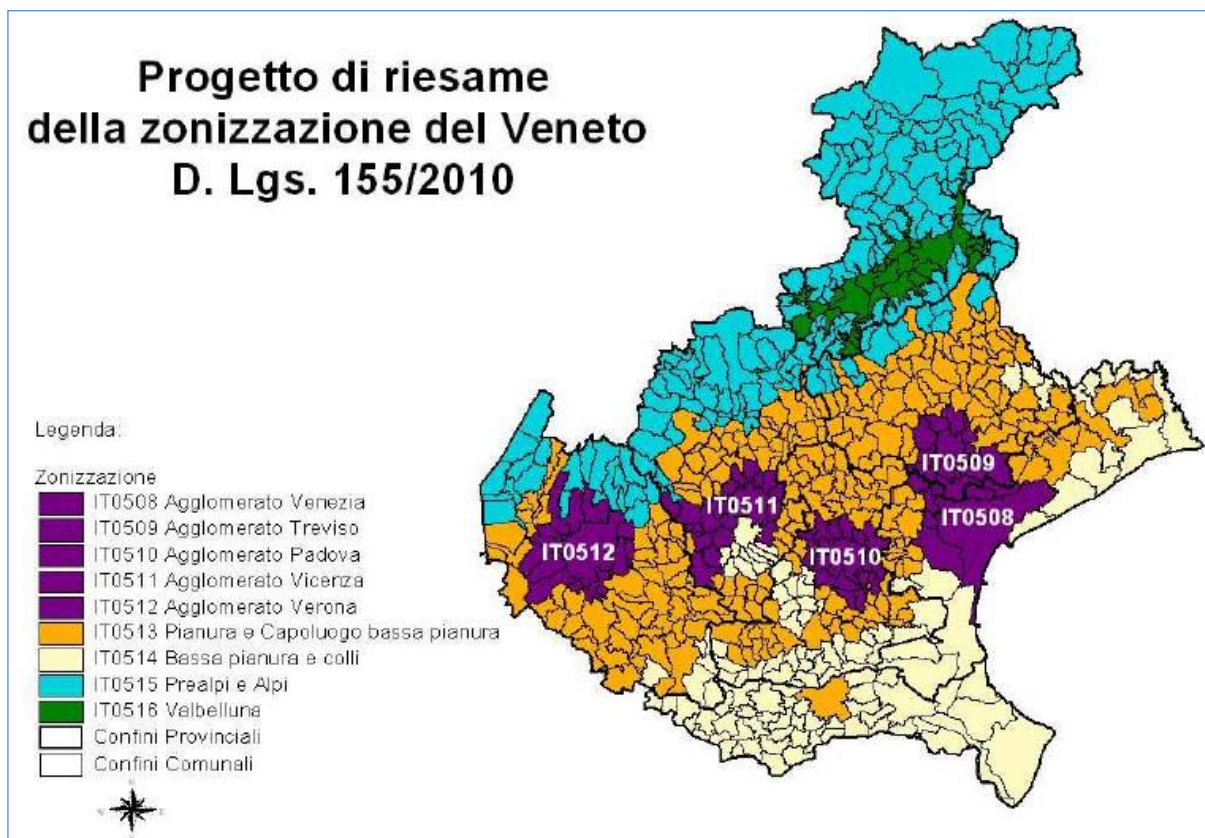 Progetto di riesame
della zonizzazione del Veneto
D. Lgs. 155/2010
IT0509
IT0511
IT0508
IT0512
IT0510
Legenda:
Zonizzazione
IT0508 Agglomerato Venezia
IT0509 Agglomerato Treviso
IT0510 Agglomerato Padova
IT0511 Agglomerato Vicenza
IT0512 Agglomerato Verona
IT0513 Pianura e Capoluogo bassa pianura
IT0514 Bassa pianura e colli
IT0515 Prealpi e Alpi
IT0516 Valbelluna
Confini Provinciali
Confini Comunali